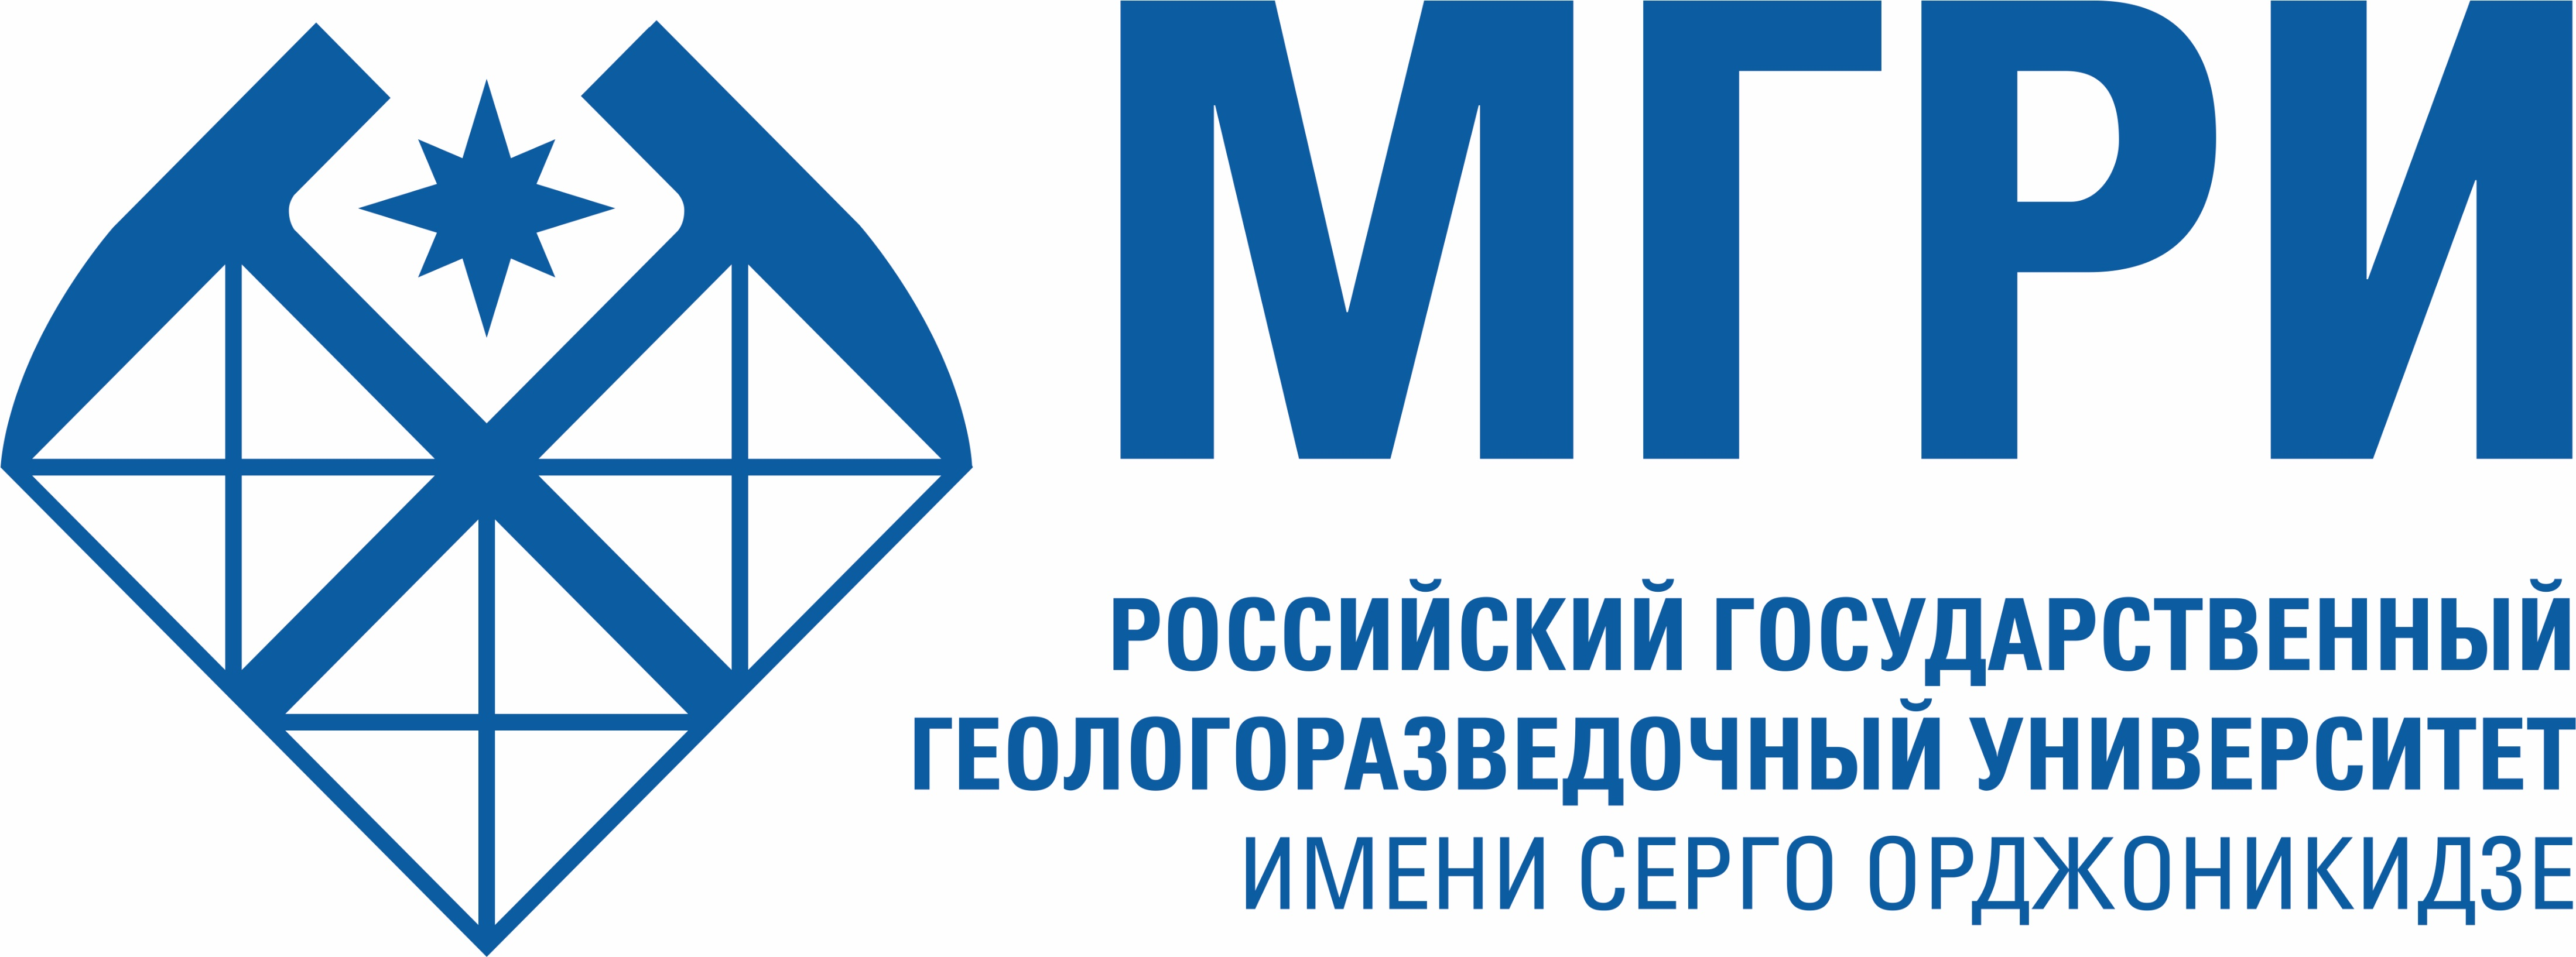 МГРИ
РОССИЙСКИЙ ГОСУДАРСТВЕННЫЙ
ГЕОЛОГОРАЗВЕДОЧНЫЙ УНИВЕРСИТЕТ
ИМЕНИ СЕРГО ОРДЖОНИКИДЗЕ